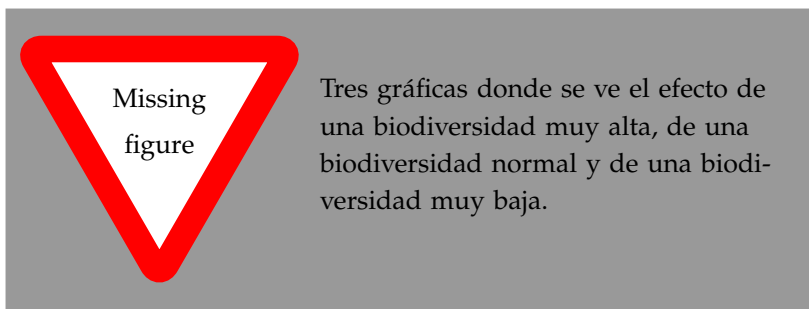 Missing
figure
Tres gráficas donde se ve el efecto de
una biodiversidad muy alta, de una
biodiversidad normal y de una biodi-
versidad muy baja.